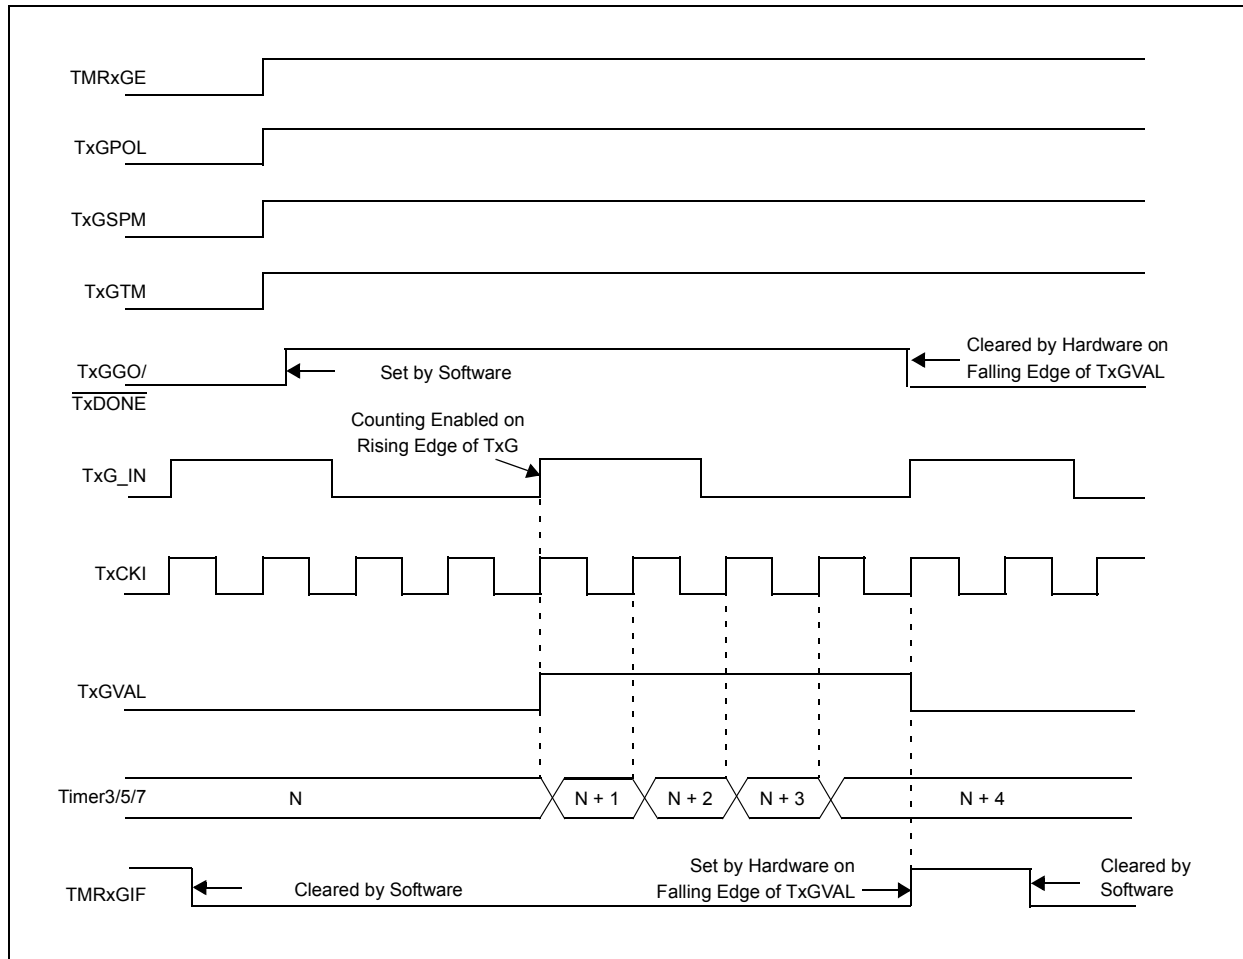 TMRxGE
TxGPOL
TxGSPM
TxGTM
TxGGO/
TxDONE
Set by Software
Cleared by Hardware on
Falling Edge of TxGVAL
Counting Enabled on
Rising Edge of TxG
TxG_IN
TxCKI
TxGVAL
Timer3/5/7
N
N + 1
N + 2
N + 3
N + 4
TMRxGIF
Cleared by Software
Set by Hardware on
Falling Edge of TxGVAL
Cleared by
Software